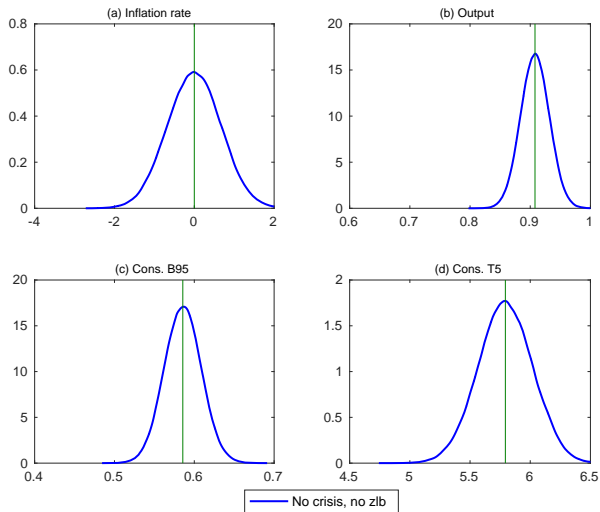 (a) Inflation rate
0.8
0.6
0.4
0.2
0
-4 -2 0 2
(b) Output
20
15
10
5
0
0.6 0.7 0.8 0.9 1
(c) Cons. B95
20
15
10
5
0
0.4 0.5 0.6 0.7
(d) Cons. T5
2
1.5
1
0.5
0
4.5 5 5.5 6 6.5
No crisis, no zlb